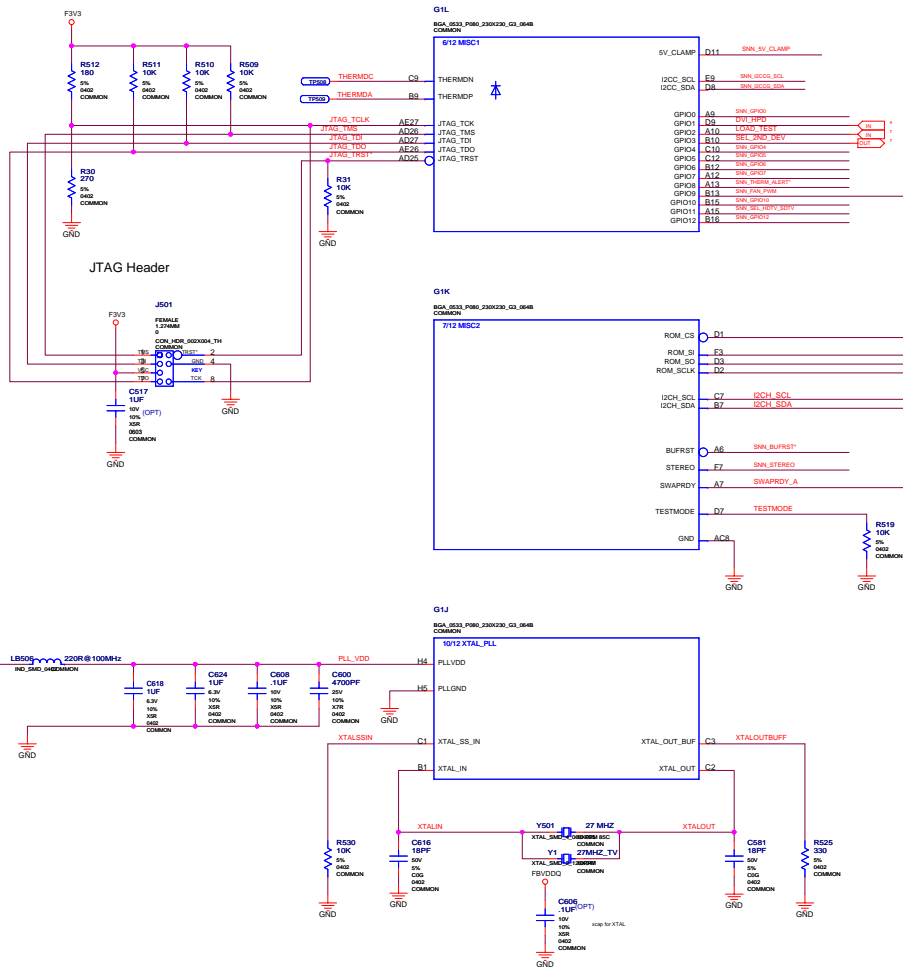 G1L
BGA_0533_P080_230X230_G3_064B
COMMON
6/12 MISC1
F3V3
R512
180
5%
0402
COMMON
R511
10K
5%
0402
COMMON
R510
10K
5%
0402
COMMON
R509
10K
5%
0402
COMMON
TP508
THERMDC
C9
THERMDN
TP509
THERMDA
B9
THERMDP
JTAG_TCLK
AE27
JTAG_TCK
JTAG_TMS
AD26
JTAG_TMS
JTAG_TDI
AD27
JTAG_TDI
JTAG_TDO
AE26
JTAG_TDO
JTAG_TRST*
AD25
JTAG_TRST
5V_CLAMP
D11
SNN_5V_CLAMP
I2CC_SCL
E9
SNN_I2CCG_SCL
I2CC_SDA
D8
SNN_I2CCG_SDA
GPIO0
A9
SNN_GPIO0
GPIO1
D9
DVI_HPD
IN
GPIO2
A10
LOAD_TEST
IN
GPIO3
B10
SEL_2ND_DEV
OUT
GPIO4
C10
SNN_GPIO4
GPIO5
C12
SNN_GPIO5
GPIO6
B12
SNN_GPIO6
GPIO7
A12
SNN_GPIO7
GPIO8
A13
SNN_THERM_ALERT*
GPIO9
B13
SNN_FAN_PWM
GPIO10
B15
SNN_GPIO10
GPIO11
A15
SNN_SEL_HDTV_SDTV
GPIO12
B16
SNN_GPIO12
R30
270
5%
0402
COMMON
GND
R31
10K
5%
0402
COMMON
GND
JTAG Header
J501
FEMALE
1.274MM
0
CON_HDR_002X004_TH
COMMON
F3V3
TMS
1
TRST*
2
TDI
3
GND
4
VCC
5
KEY
TDO
7
TCK
8
GND
C517
1UF
(OPT)
10V
10%
X5R
0603
COMMON
GND
G1K
BGA_0533_P080_230X230_G3_064B
COMMON
7/12 MISC2
ROM_CS
D1
ROM_SI
F3
ROM_SO
D3
ROM_SCLK
D2
I2CH_SCL
C7
I2CH_SCL
I2CH_SDA
B7
I2CH_SDA
BUFRST
A6
SNN_BUFRST*
STEREO
F7
SNN_STEREO
SWAPRDY
A7
SWAPRDY_A
TESTMODE
D7
TESTMODE
GND
AC8
GND
R519
10K
5%
0402
COMMON
GND
G1J
BGA_0533_P080_230X230_G3_064B
COMMON
10/12 XTAL_PLL
LB506
220R@100MHz
IND_SMD_0402
COMMON
PLL_VDD
H4
PLLVDD
H5
PLLGND
GND
C618
1UF
6.3V
10%
X5R
0402
COMMON
C624
1UF
6.3V
10%
X5R
0402
COMMON
C608
.1UF
10V
10%
X5R
0402
COMMON
C600
4700PF
25V
10%
X7R
0402
COMMON
GND
XTALSSIN
C1
XTAL_SS_IN
B1
XTAL_IN
XTAL_OUT_BUF
C3
XTALOUTBUFF
XTAL_OUT
C2
R530
10K
5%
0402
COMMON
GND
XTALIN
C616
18PF
50V
5%
C0G
0402
COMMON
GND
Y501
27 MHZ
COMMON
Y1
27MHZ_TV
COMMON
XTALOUT
C581
18PF
50V
5%
C0G
0402
COMMON
GND
R525
330
5%
0402
COMMON
GND
FBVDDQ
C606
.1UF
(OPT)
10V
10%
X5R
0402
COMMON
xcap for XTAL
GND